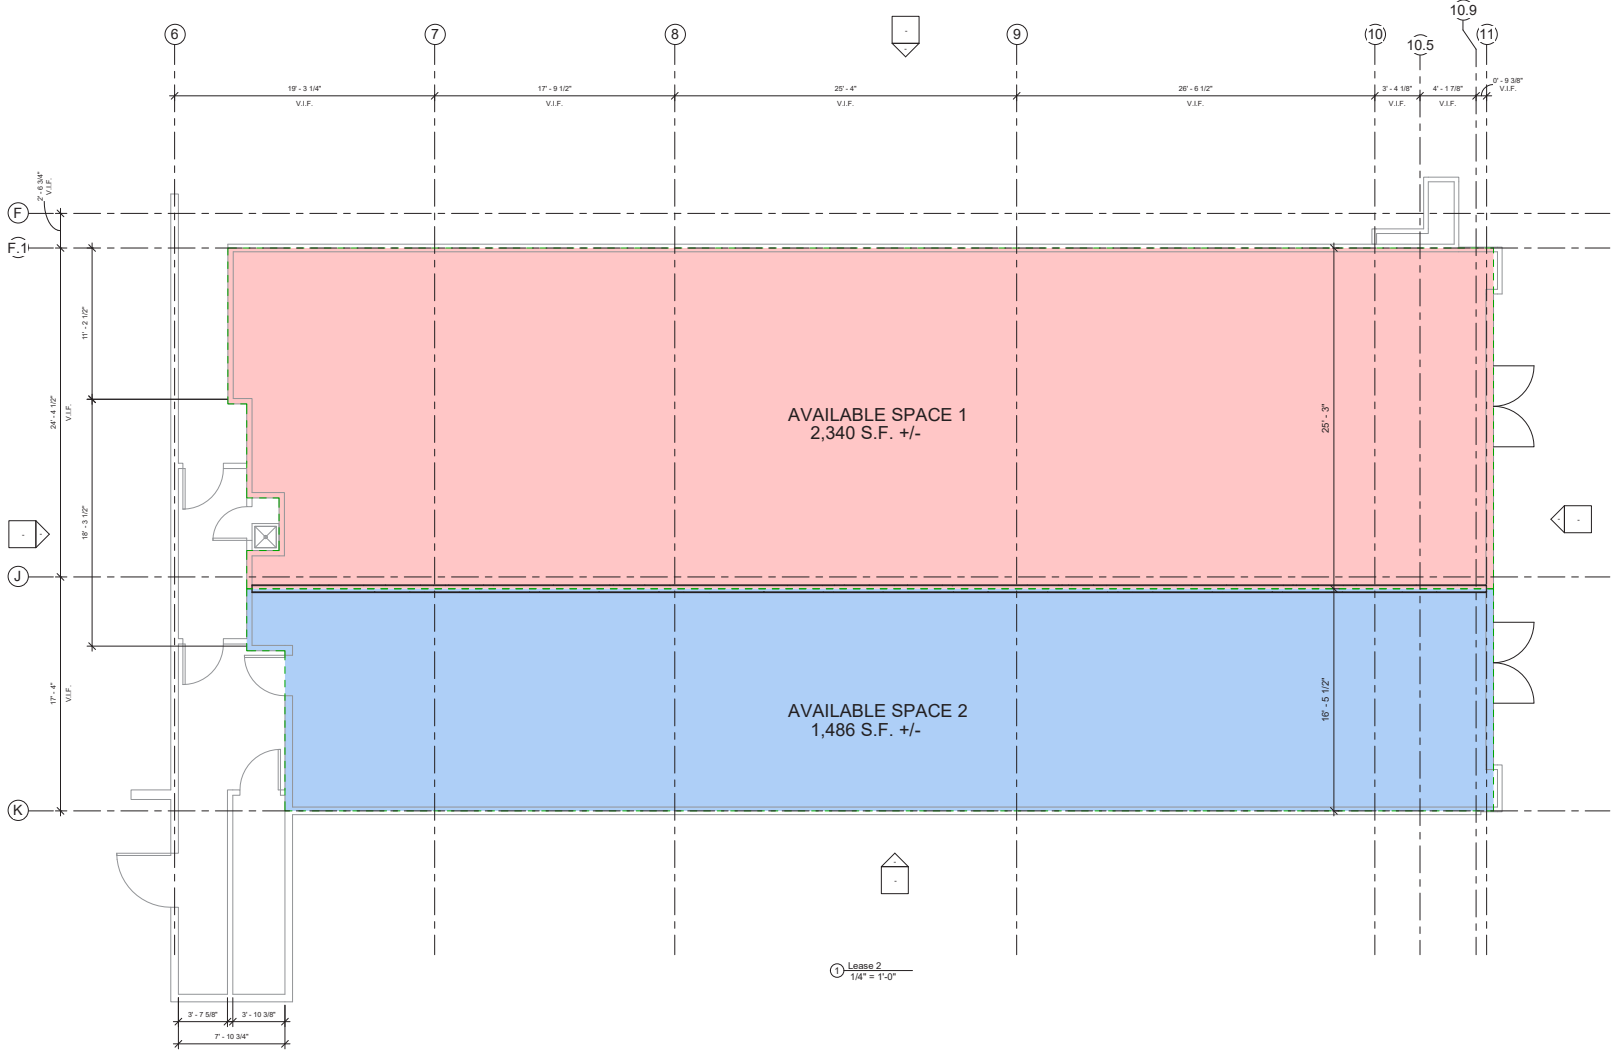 10.9
6
7
8
9
10
10.5
11
19' - 3 1/4"
V.I.F.
17' - 9 1/2"
V.I.F.
25' - 4"
V.I.F.
26' - 6 1/2"
V.I.F.
3' - 4 1/8"
V.I.F.
4' - 1 7/8"
V.I.F.
0' - 9 3/8"
V.I.F.
2' - 6 3/4"
V.I.F.
F
F.1
11' - 2 1/2"
24' - 4 1/2"
V.I.F.
25' - 3"
AVAILABLE SPACE 1
2,340 S.F. +/-
18' - 3 1/2"
J
17' - 4"
V.I.F.
16' - 5 1/2"
AVAILABLE SPACE 2
1,486 S.F. +/-
K
1
Lease 2
1/4" = 1'-0"
3' - 7 5/8"
3' - 10 3/8"
7' - 10 3/4"